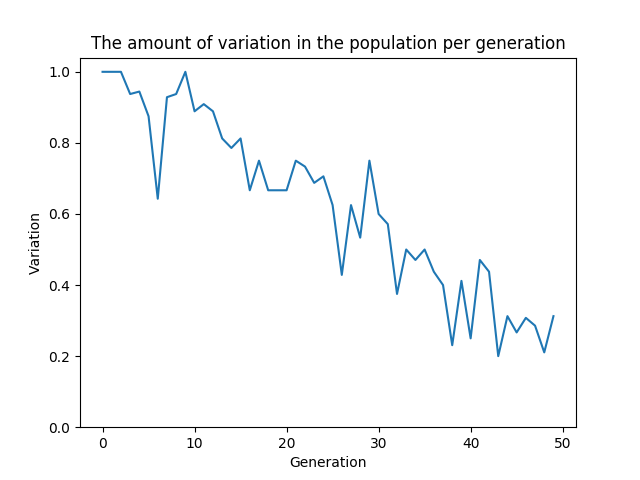 The amount of variation in the population per generation
1.0
0.8
0.6
0.4
0.2
0.0
Variation
0 10 20 30 40 50
Generation